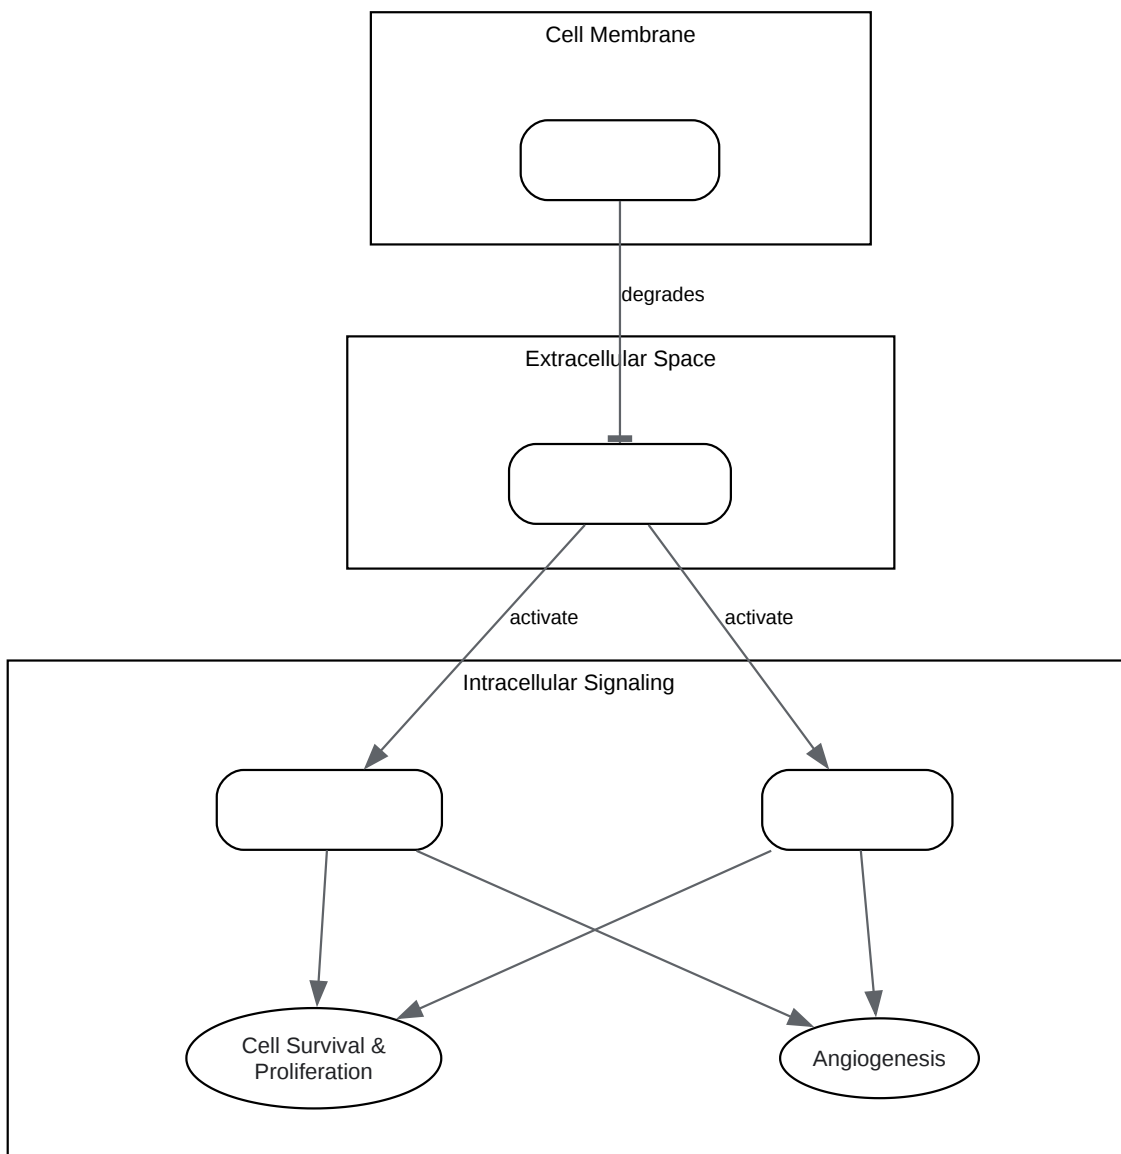 Cell Membrane
degrades
Extracellular Space
activate
activate
Intracellular Signaling
Cell Survival &
Proliferation
Angiogenesis